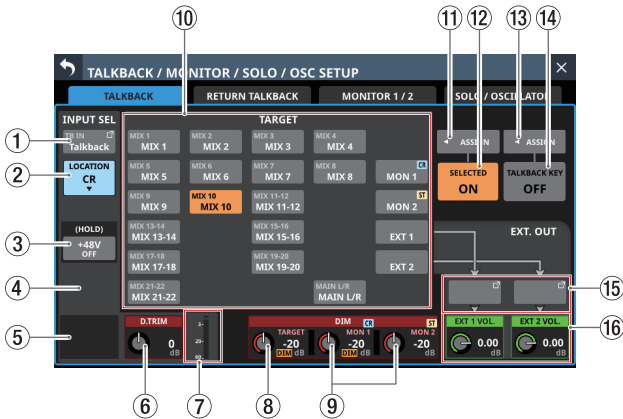 ⑩ ⑪ ⑫ ⑬ ⑭
TALKBACK / MONITOR / SOLO / OSC SETUP
TALKBACK RETURN TALKBACK MONITOR 1 / 2 SOLO / OSCILLATOR
INPUT SEL TARGET
① TB IN
Talkback
② LOCATION
CR
③ (HOLD)
+48V
OFF
④
⑤
MIX 1 MIX 2 MIX 3 MIX 4
MIX 1 MIX 2 MIX 3 MIX 4
MIX 5 MIX 6 MIX 7 MIX 8 CR
MIX 5 MIX 6 MIX 7 MIX 8 MON 1
MIX 9 MIX 10 MIX 11-12 ST
MIX 9 MIX 10 MIX 11-12 MON 2
MIX 13-14 MIX 15-16
MIX 13-14 MIX 15-16 EXT 1
MIX 17-18 MIX 19-20
MIX 17-18 MIX 19-20 EXT 2
MIX 21-22 MAIN L/R
MIX 21-22 MAIN L/R
ASSIGN ASSIGN
SELECTED TALKBACK KEY
ON OFF
EXT. OUT
⑮
EXT 1 VOL. EXT 2 VOL. ⑯
0.00 0.00
dB dB
D.TRIM
0
dB
3-
20-
60-
DIM
TARGET CR MON 1 ST MON 2
-20 -20 -20
DIM dB DIM dB dB
⑥ ⑦ ⑧ ⑨